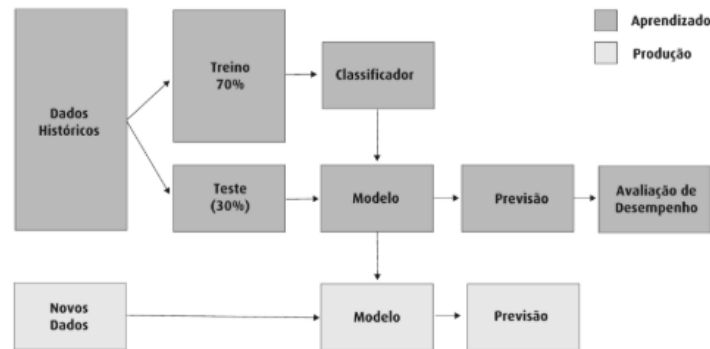 Aprendizado
Produção
Dados
Históricos
Treino
70%
Classificador
Teste
(30%)
Modelo
Previsão
Avaliação de
Desempenho
Novos
Dados
Modelo
Previsão